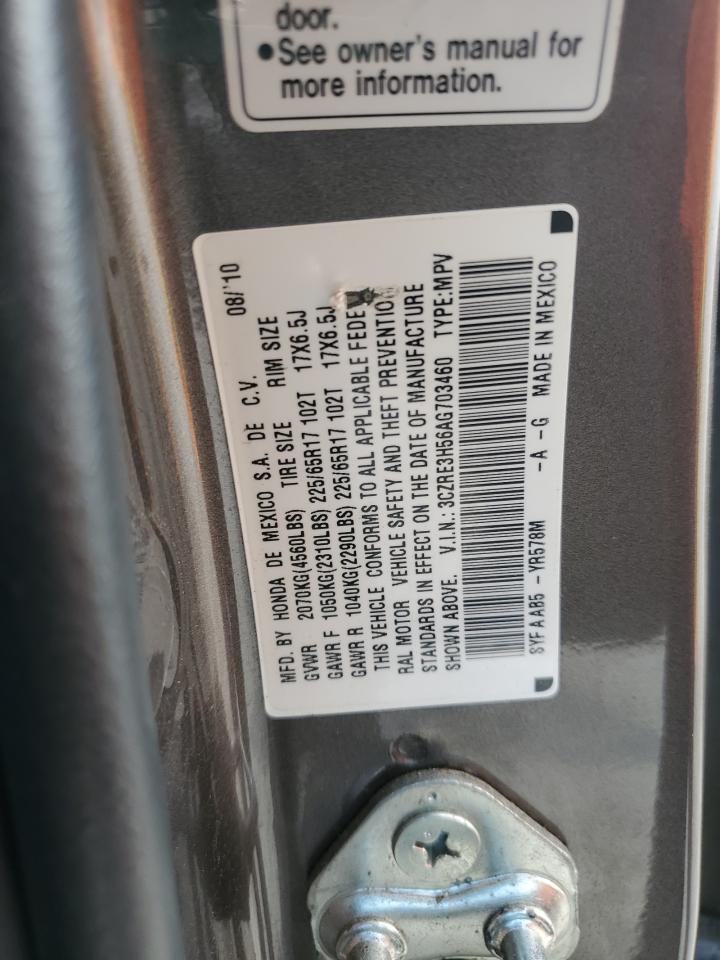 door.
•See owner's manual for
more information.
MFD. BY HONDA DE MEXICO S.A. DE C.V. 08/'10
GVWR 2070KG(4560LBS) TIRE SIZE RIM SIZE
GAWR F 1050KG(2310LBS) 225/65R17 102T 17X6.5J
GAWR R 1040KG(2290LBS) 225/65R17 102T 17X6.5J
THIS VEHICLE CONFORMS TO ALL APPLICABLE FEDE
RAL MOTOR VEHICLE SAFETY AND THEFT PREVENTION
STANDARDS IN EFFECT ON THE DATE OF MANUFACTURE
SHOWN ABOVE. V.I.N.: 3CZRE3H56AG703460 TYPE:MPV
SYFAAB5 -YR578M -A -G MADE IN MEXICO